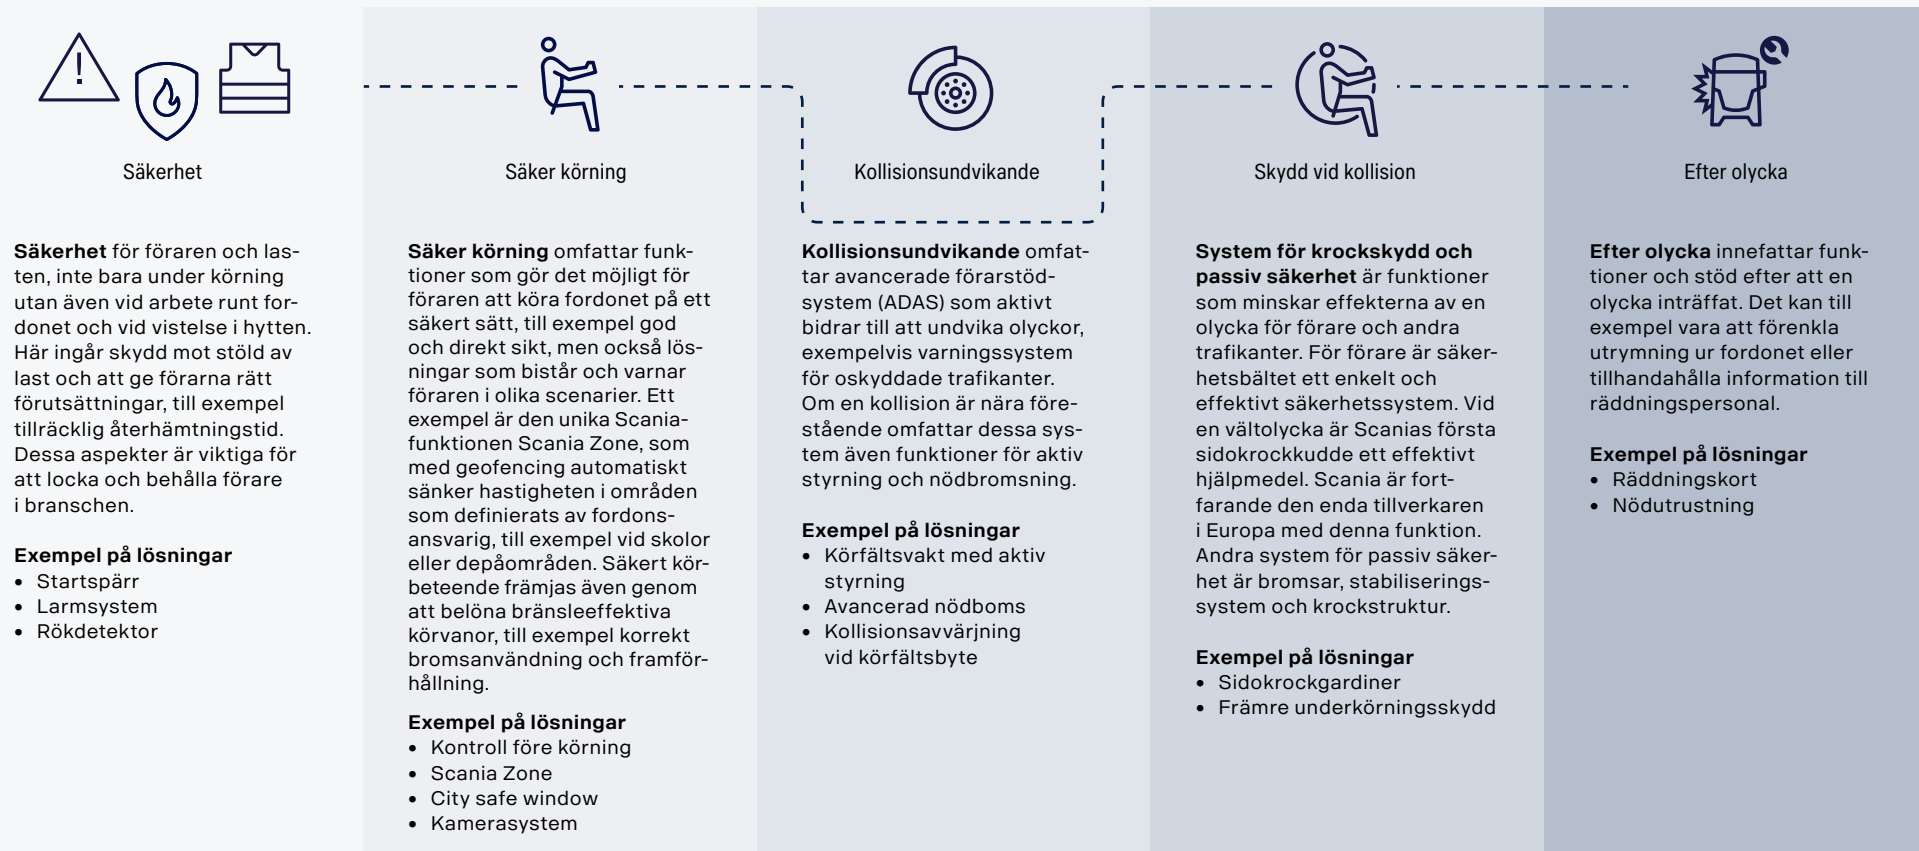 Säkerhet
Säkerhet för föraren och las-
ten, inte bara under körning
utan även vid arbete runt for-
donet och vid vistelse i hytten.
Här ingår skydd mot stöld av
last och att ge förarna rätt
förutsättningar, till exempel
tillräcklig återhämtningstid.
Dessa aspekter är viktiga för
att locka och behålla förare
i branschen.
Exempel på lösningar
• Startspärr
• Larmsystem
• Rökdetektor
Säker körning
Säker körning omfattar funk-
tioner som gör det möjligt för
föraren att köra fordonet på ett
säkert sätt, till exempel god
och direkt sikt, men också lös-
ningar som bistår och varnar
föraren i olika scenarier. Ett
exempel är den unika Scania-
funktionen Scania Zone, som
med geofencing automatiskt
sänker hastigheten i områden
som definierats av fordons-
ansvarig, till exempel vid skolor
eller depåområden. Säkert kör-
beteende främjas även genom
att belöna bränsleeffektiva
körvanor, till exempel korrekt
bromsanvändning och framför-
hållning.
Exempel på lösningar
• Kontroll före körning
• Scania Zone
• City safe window
• Kamerasystem
Kollisionsundvikande
Kollisionsundvikande omfat-
tar avancerade förarstöd-
system (ADAS) som aktivt
bidrar till att undvika olyckor,
exempelvis varningssystem
för oskyddade trafikanter.
Om en kollision är nära före-
stående omfattar dessa sys-
tem även funktioner för aktiv
styrning och nödbromsning.
Exempel på lösningar
• Körfältsvakt med aktiv
styrning
• Avancerad nödboms
• Kollisionsavvärjning
vid körfältsbyte
Skydd vid kollision
System för krockskydd och
passiv säkerhet är funktioner
som minskar effekterna av en
olycka för förare och andra
trafikanter. För förare är säker-
hetsbältet ett enkelt och
effektivt säkerhetssystem. Vid
en vältolycka är Scanias första
sidokrockkudde ett effektivt
hjälpmedel. Scania är fort-
farande den enda tillverkaren
i Europa med denna funktion.
Andra system för passiv säker-
het är bromsar, stabiliserings-
system och krockstruktur.
Exempel på lösningar
• Sidokrockgardiner
• Främre underkörningsskydd
Efter olycka
Efter olycka innefattar funk-
tioner och stöd efter att en
olycka inträffat. Det kan till
exempel vara att förenkla
utrymning ur fordonet eller
tillhandahålla information till
räddningspersonal.
Exempel på lösningar
• Räddningskort
• Nödutrustning